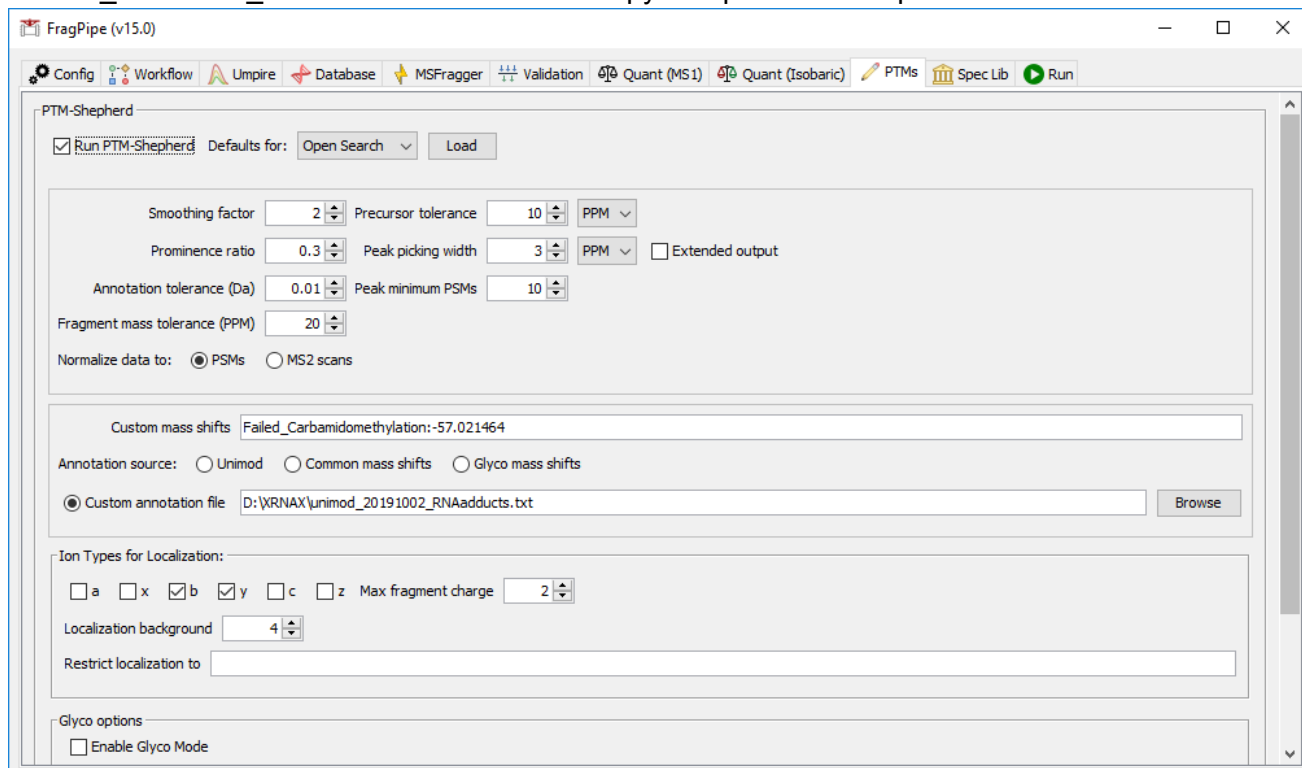 FragPipe (v15.0)
Config Workflow Umpire Database MSFragger Validation Quant (MS1) Quant (Isobaric) PTMs Spec Lib Run
PTM-Shepherd
Run PTM-Shepherd Defaults for: Open Search Load
Smoothing factor 2 Precursor tolerance 10 PPM
Prominence ratio 0.3 Peak picking width 3 PPM Extended output
Annotation tolerance (Da) 0.01 Peak minimum PSMs 10
Fragment mass tolerance (PPM) 20
Normalize data to: PSMs MS2 scans
Custom mass shifts Failed_Carbamidomethylation:-57.021464
Annotation source: Unimod Common mass shifts Glyco mass shifts
Custom annotation file D:\XRNAX\unimod_20191002_RNAadducts.txt Browse
Ion Types for Localization:
a x b y c z Max fragment charge 2
Localization background 4
Restrict localization to
Glyco options
Enable Glyco Mode